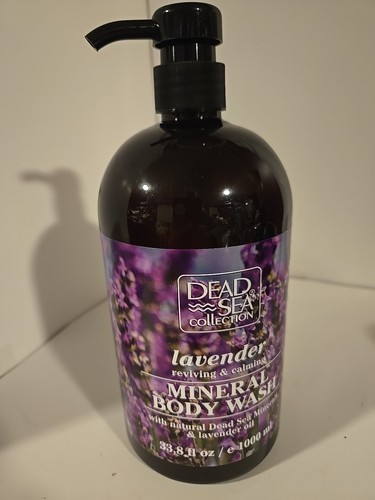 DEAD
SEA
COLLECTION
lavender
reviving & calming
MINERAL
BODY WASH
with natural Dead Sea Minerals
& lavender oil
33.8 fl oz / e 1000 ml